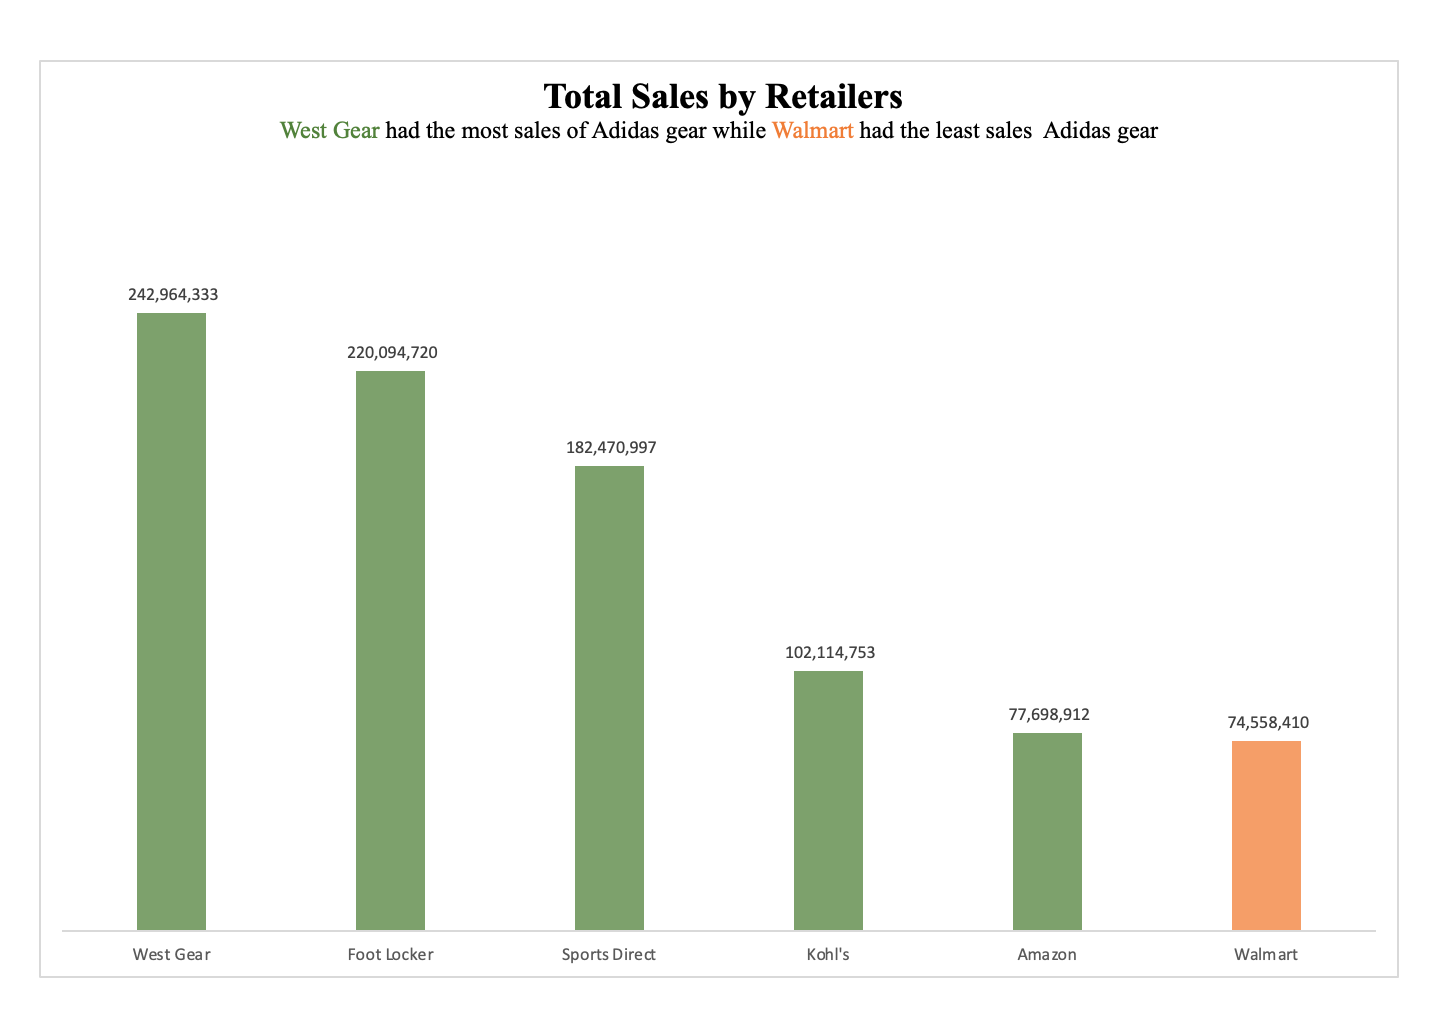 Total Sales by Retailers
West Gear had the most sales of Adidas gear while Walmart had the least sales  Adidas gear
242,964,333
220,094,720
182,470,997
102,114,753
77,698,912
74,558,410
West Gear
Foot Locker
Sports Direct
Kohl's
Amazon
Walmart